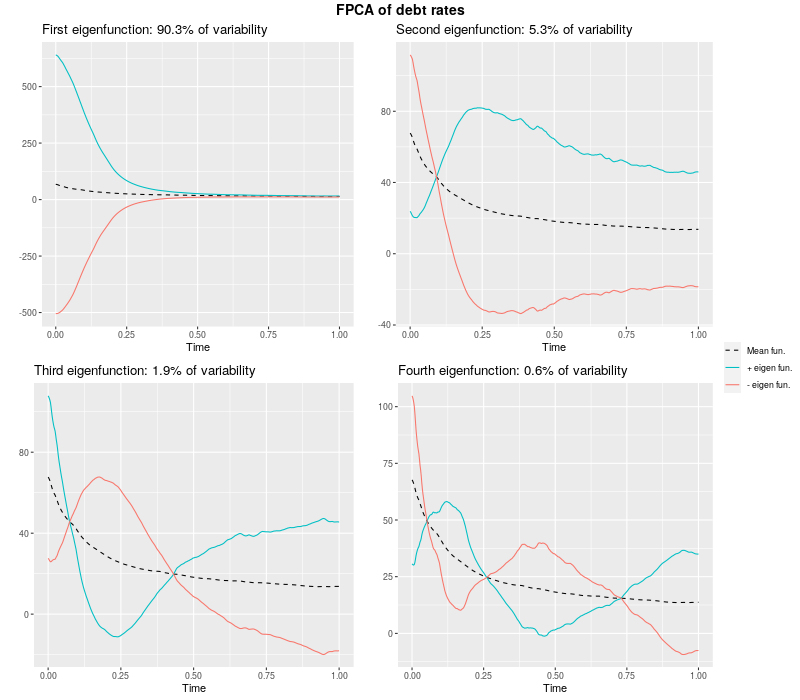 FPCA of debt rates
First eigenfunction: 90.3% of variability
500
250
0
-250
-500
0.00 0.25 0.50 0.75 1.00
Time
Second eigenfunction: 5.3% of variability
80
40
0
-40
0.00 0.25 0.50 0.75 1.00
Time
Third eigenfunction: 1.9% of variability
80
40
0
0.00 0.25 0.50 0.75 1.00
Time
Fourth eigenfunction: 0.6% of variability
100
75
50
25
0
0.00 0.25 0.50 0.75 1.00
Time
Mean fun.
+ eigen fun.
- eigen fun.